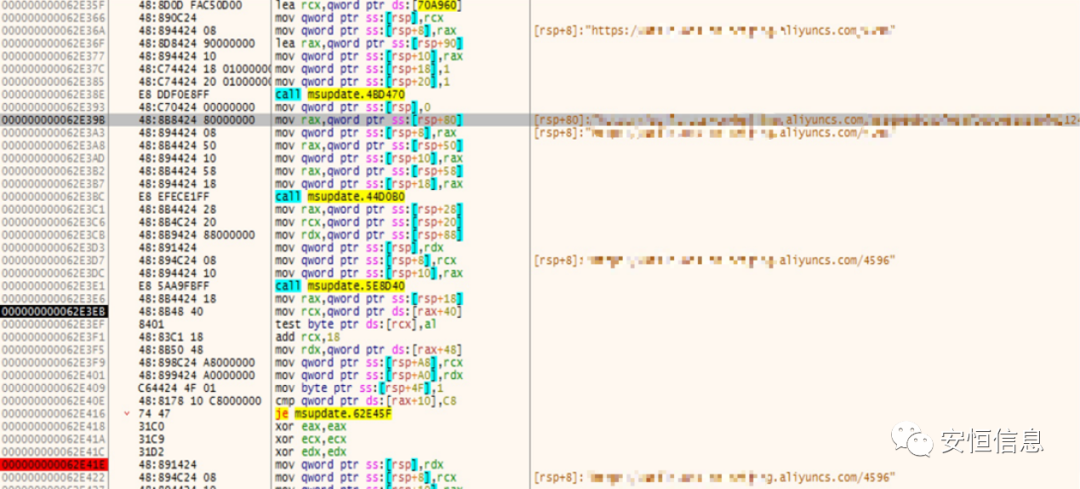 000000000062E35F 48:8D0D FAC50D00 lea rcx,qword ptr ds:[70A960]
000000000062E366 48:890C24 mov qword ptr ss:[rsp],rcx
000000000062E36A 48:894424 08 mov qword ptr ss:[rsp+8],rax [rsp+8]:"https:/ aliyuncs.com/
000000000062E36F 48:8D8424 90000000 lea rax,qword ptr ss:[rsp+90]
000000000062E377 48:894424 10 mov qword ptr ss:[rsp+10],rax
000000000062E37C 48:C74424 18 0100000 mov qword ptr ss:[rsp+18],1
000000000062E385 48:C74424 20 0100000 mov qword ptr ss:[rsp+20],1
000000000062E38E E8 DDF0E8FF call msupdate.4BD470
000000000062E393 48:C70424 00000000 mov qword ptr ss:[rsp],0
000000000062E39B 48:8B8424 80000000 mov rax,qword ptr ss:[rsp+80] [rsp+80]: .aliyuncs.com
000000000062E3A3 48:894424 08 mov qword ptr ss:[rsp+8],rax [rsp+8]:" .aliyuncs.com/
000000000062E3A8 48:8B4424 50 mov rax,qword ptr ss:[rsp+50]
000000000062E3AD 48:894424 10 mov qword ptr ss:[rsp+10],rax
000000000062E3B2 48:8B4424 58 mov rax,qword ptr ss:[rsp+58]
000000000062E3B7 48:894424 18 mov qword ptr ss:[rsp+18],rax
000000000062E3BC E8 EFECE1FF call msupdate.44D0B0
000000000062E3C1 48:8B4424 28 mov rax,qword ptr ss:[rsp+28]
000000000062E3C6 48:8B4C24 20 mov rcx,qword ptr ss:[rsp+20]
000000000062E3CB 48:8B9424 88000000 mov rdx,qword ptr ss:[rsp+88]
000000000062E3D3 48:891424 mov qword ptr ss:[rsp],rdx
000000000062E3D7 48:894C24 08 mov qword ptr ss:[rsp+8],rcx [rsp+8]:" g.aliyuncs.com/4596"
000000000062E3DC 48:894424 10 mov qword ptr ss:[rsp+10],rax
000000000062E3E1 E8 5AA9FBFF call msupdate.5E8D40
000000000062E3E6 48:8B4424 18 mov rax,qword ptr ss:[rsp+18]
000000000062E3EB 48:8B48 40 mov rcx,qword ptr ds:[rax+40]
000000000062E3EF 8401 test byte ptr ds:[rcx],al
000000000062E3F1 48:83C1 18 add rcx,18
000000000062E3F5 48:8B50 48 mov rdx,qword ptr ds:[rax+48]
000000000062E3F9 48:898C24 A8000000 mov qword ptr ss:[rsp+A8],rcx
000000000062E401 48:899424 A0000000 mov qword ptr ss:[rsp+A0],rdx
000000000062E409 C64424 4F 01 mov byte ptr ss:[rsp+4F],1
000000000062E40E 48:8178 10 C8000000 cmp qword ptr ds:[rax+10],C8
000000000062E416 74 47 je msupdate.62E45F
000000000062E418 31C0 xor eax,eax
000000000062E41A 31C9 xor ecx,ecx
000000000062E41C 31D2 xor edx,edx
000000000062E41E 48:891424 mov qword ptr ss:[rsp],rdx
000000000062E422 48:894C24 08 mov qword ptr ss:[rsp+8],rcx [rsp+8]:" g.aliyuncs.com/4596"
安恒信息